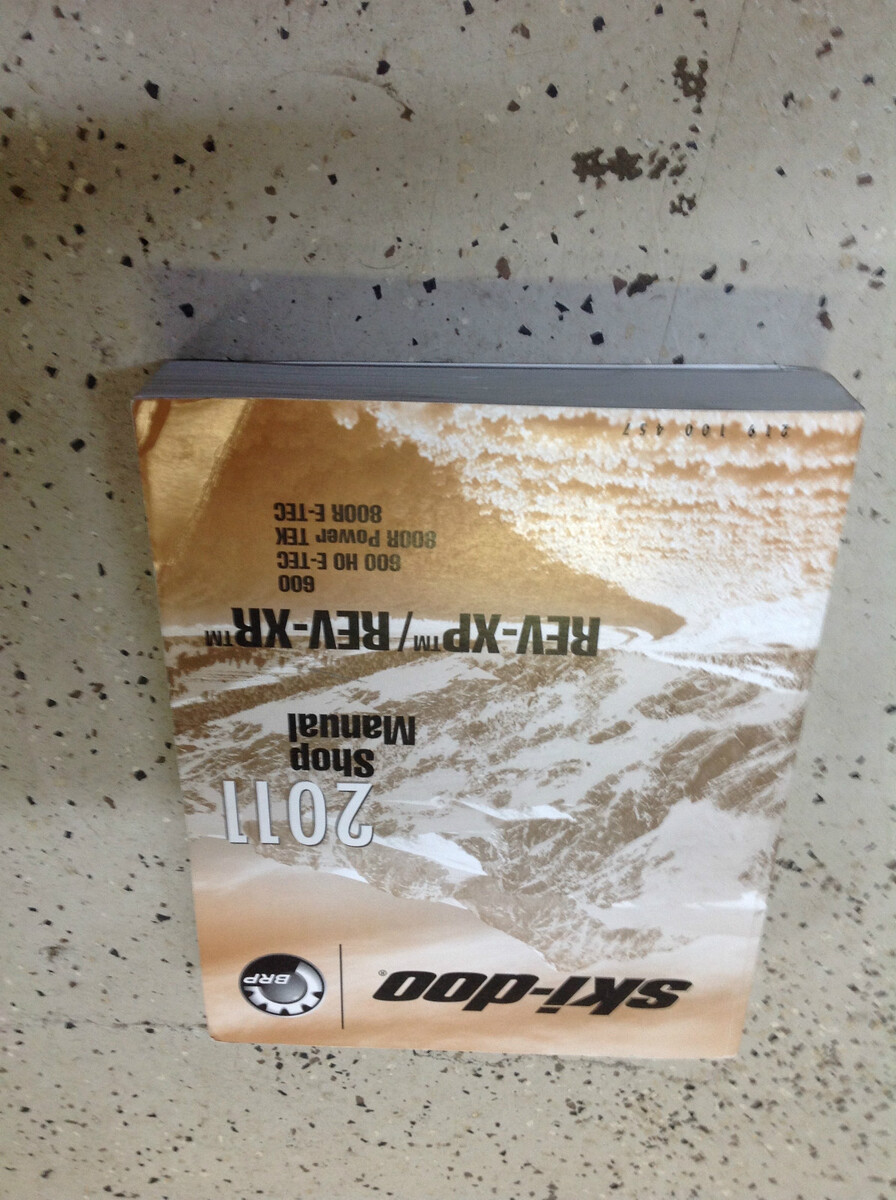 ski-doo®
BRP
2011
Shop
Manual
REV-XP™/REV-XR™
600
600 HO E-TEC
800R Power TEK
800R E-TEC
219 100 457